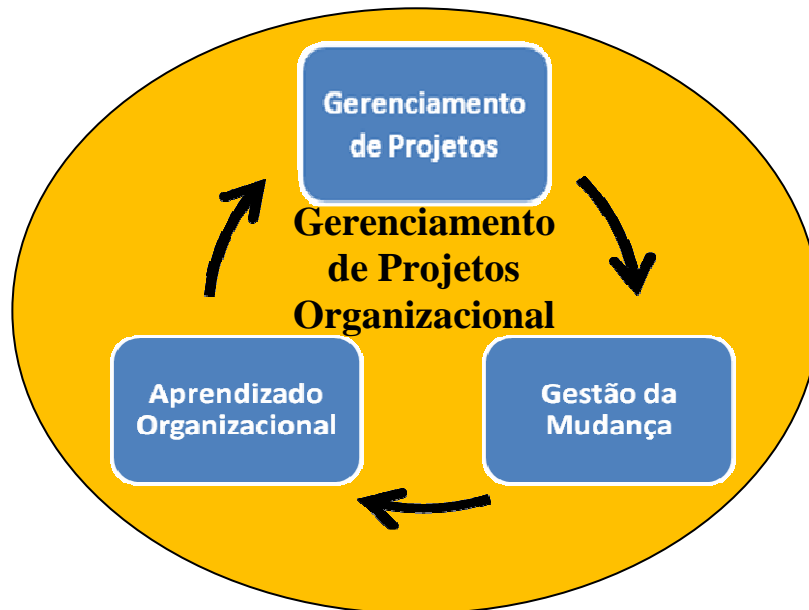 Gerenciamento
de Projetos
Gerenciamento
de Projetos
Organizacional
Aprendizado
Organizacional
Gestão da
Mudança